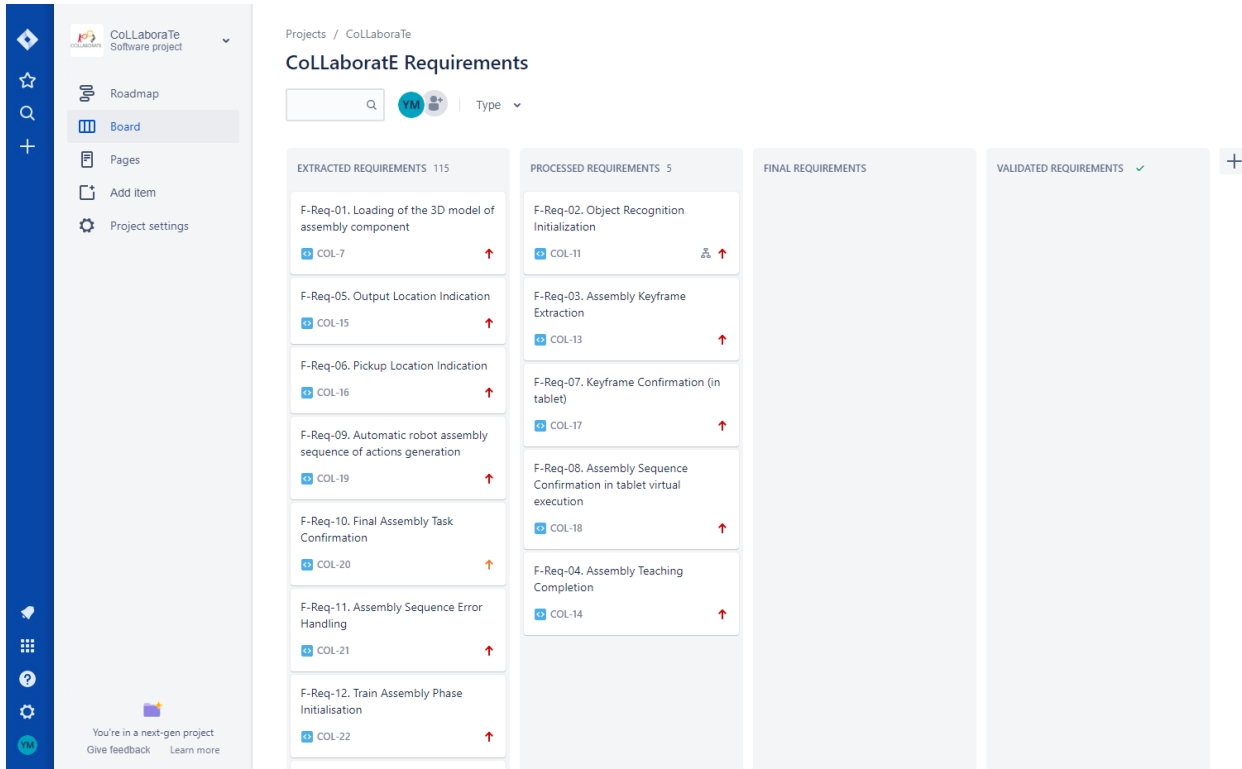 CoLLaboraTe
Software project
COLLABORATE
Roadmap
Board
Pages
Add item
Project settings
You're in a next-gen project
Give feedback Learn more
YM
Projects / CoLLaboraTe
CoLLaboratE Requirements
YM
Type
EXTRACTED REQUIREMENTS 115
F-Req-01. Loading of the 3D model of
assembly component
COL-7
F-Req-05. Output Location Indication
COL-15
F-Req-06. Pickup Location Indication
COL-16
F-Req-09. Automatic robot assembly
sequence of actions generation
COL-19
F-Req-10. Final Assembly Task
Confirmation
COL-20
F-Req-11. Assembly Sequence Error
Handling
COL-21
F-Req-12. Train Assembly Phase
Initialisation
COL-22
PROCESSED REQUIREMENTS 5
F-Req-02. Object Recognition
Initialization
COL-11
F-Req-03. Assembly Keyframe
Extraction
COL-13
F-Req-07. Keyframe Confirmation (in
tablet)
COL-17
F-Req-08. Assembly Sequence
Confirmation in tablet virtual
execution
COL-18
F-Req-04. Assembly Teaching
Completion
COL-14
FINAL REQUIREMENTS
VALIDATED REQUIREMENTS